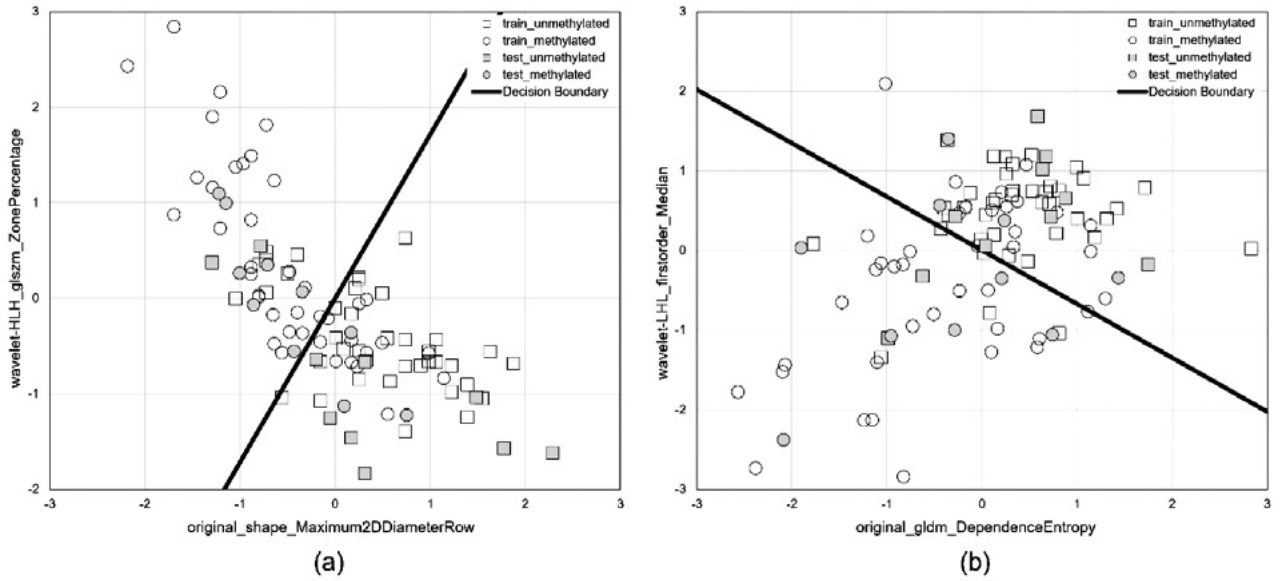 3
2
1
0
-1
-2
-3 -2 -1 0 1 2 3
wavelet-HLH_glszm_ZonePercentage
original_shape_Maximum2DDiameterRow
train_unmethylated
train_methylated
test_unmethylated
test_methylated
Decision Boundary
(a)
3
2
1
0
-1
-2
-3
-3 -2 -1 0 1 2 3
wavelet-LHL_firstorder_Median
original_gldm_DependenceEntropy
train_unmethylated
train_methylated
test_unmethylated
test_methylated
Decision Boundary
(b)